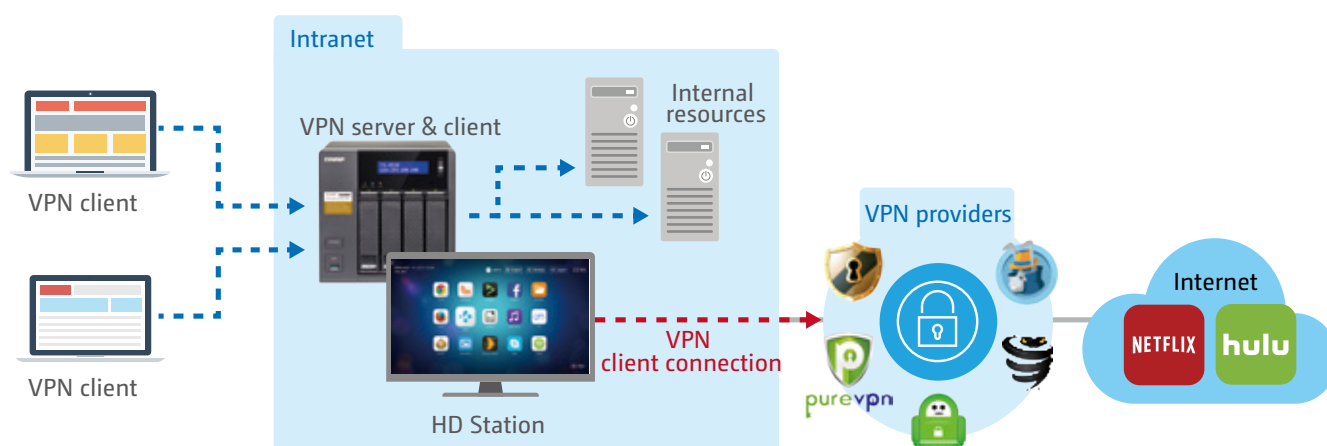 Intranet
VPN client
VPN client
VPN server & client
Internal
resources
HD Station
VPN
client connection
VPN providers
purevpn
Internet
NETFLIX
hulu